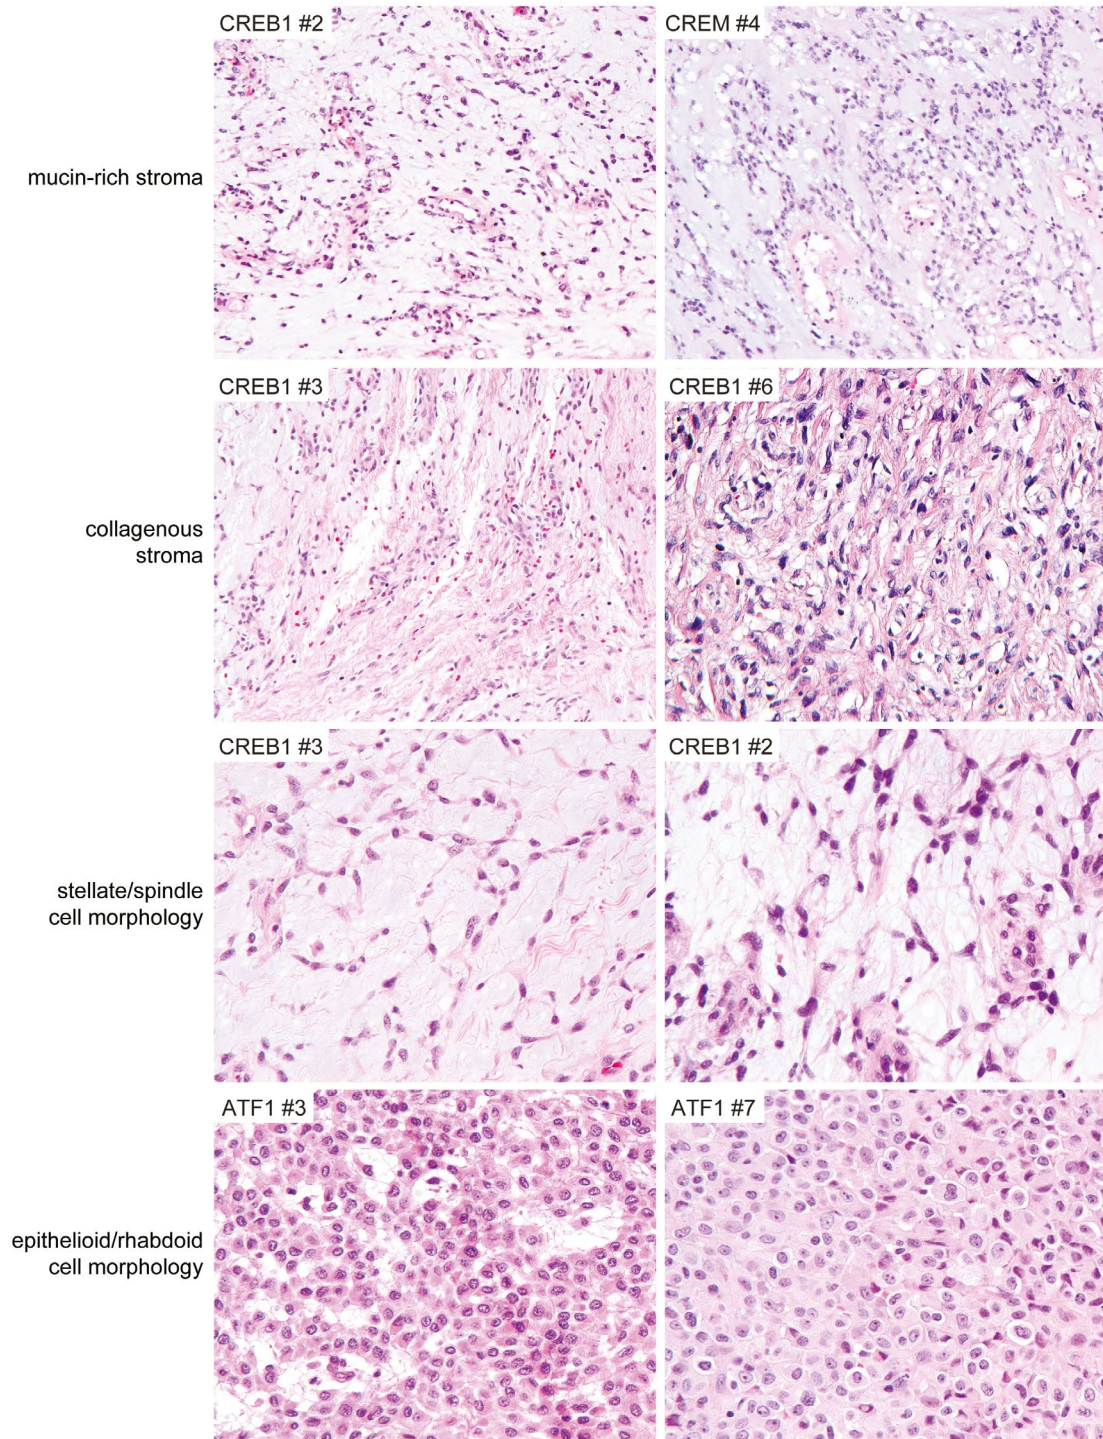 CREB1 #2
CREM #4
mucin-rich stroma
CREB1 #3
CREB1 #6
collagenous
stroma
CREB1 #3
CREB1 #2
stellate/spindle
cell morphology
ATF1 #3
ATF1 #7
epithelioid/rhabdoid
cell morphology